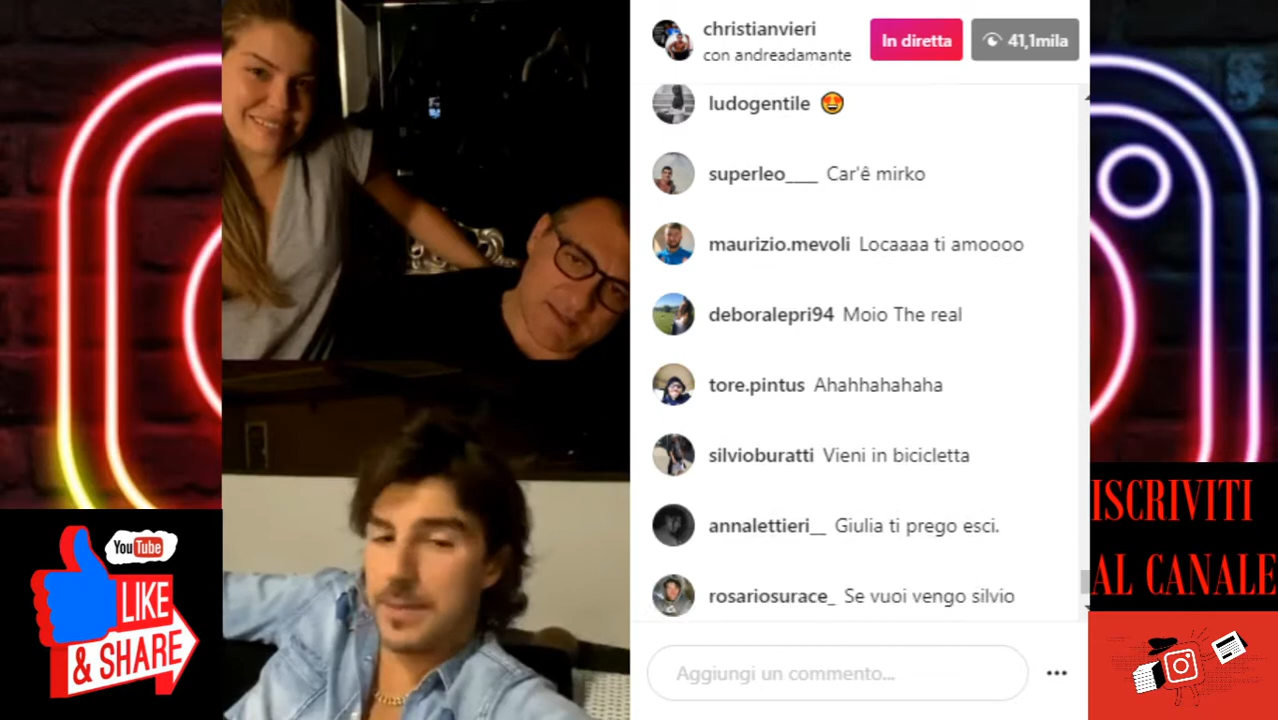 christianvieri
con andreadamante
In diretta
41,1mila
ludogentile 😍
superleo____ Car'ê mirko
maurizio.mevoli Locaaaa ti amoooo
deboralepri94 Moio The real
tore.pintus Ahahhahahaha
silvioburatti Vieni in bicicletta
annalettieri__ Giulia ti prego esci.
rosariosurace_ Se vuoi vengo silvio
Aggiungi un commento...
YouTube
LIKE
& SHARE
ISCRIVITI
AL CANALE